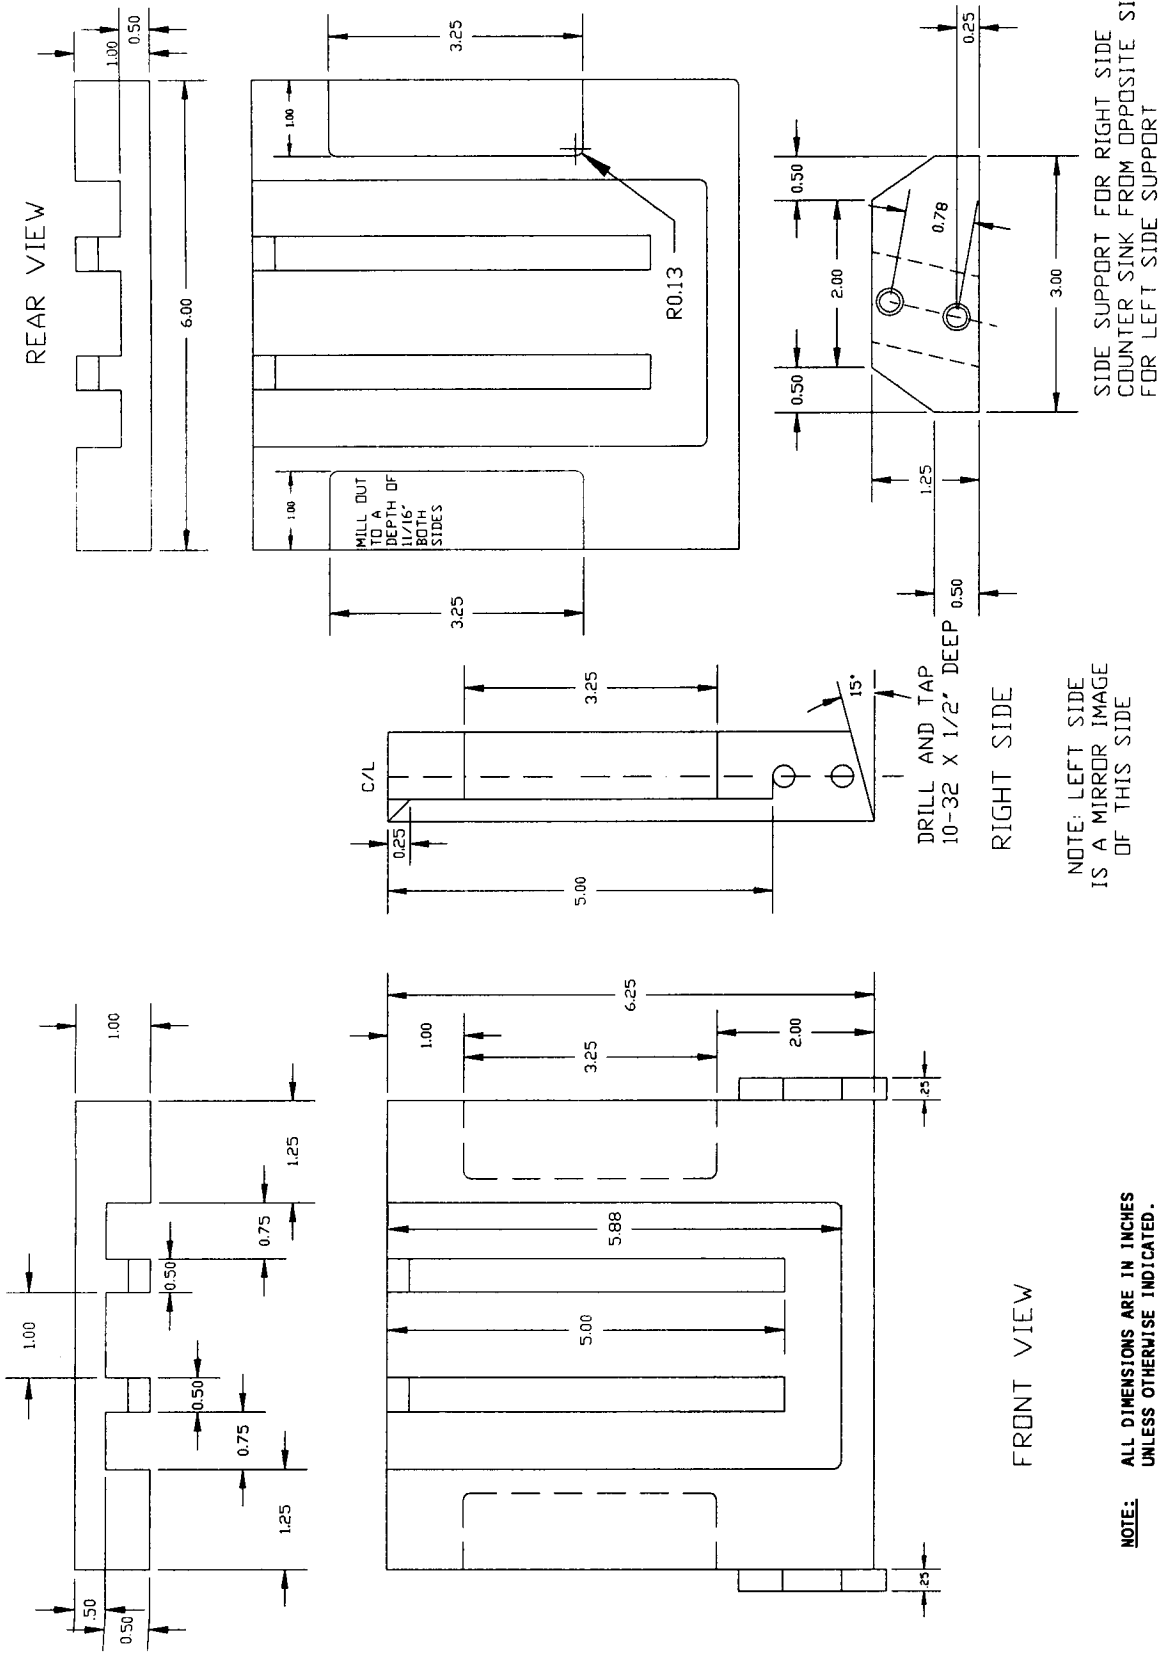 REAR VIEW
1.00
0.50
6.00
3.25
1.00
1.00
MILL OUT
TO A
DEPTH OF
11/16"
BOTH
SIDES
R0.13
3.25
0.50
2.00
0.50
0.25
0.78
3.00
1.25
0.50
SIDE SUPPORT FOR RIGHT SIDE
COUNTER SINK FROM OPPOSITE SI
FOR LEFT SIDE SUPPORT
C/L
0.25
3.25
5.00
15°
DRILL AND TAP
10-32 X 1/2" DEEP
RIGHT SIDE
NOTE: LEFT SIDE
IS A MIRROR IMAGE
OF THIS SIDE
1.00
1.00
1.25
0.75
0.50
0.50
0.75
1.25
.50
0.50
6.25
1.00
3.25
2.00
5.88
5.00
.25
.25
FRONT VIEW
NOTE: ALL DIMENSIONS ARE IN INCHES
UNLESS OTHERWISE INDICATED.